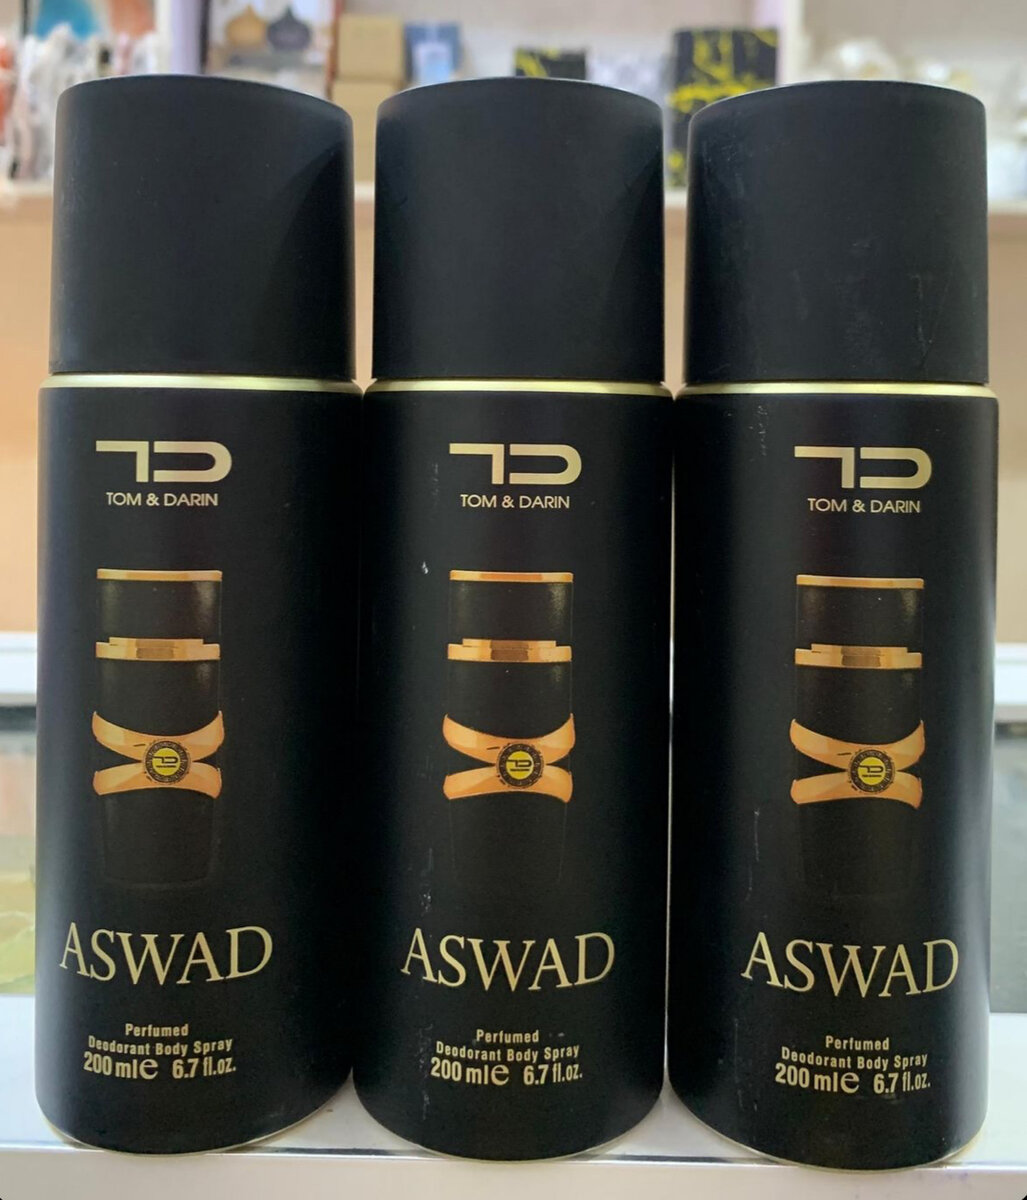 TD
TOM & DARIN
ASWAD
Perfumed
Deodorant Body Spray
200 ml e 6.7 fl.oz.
TD
TOM & DARIN
ASWAD
Perfumed
Deodorant Body Spray
200 ml e 6.7 fl.oz.
TD
TOM & DARIN
ASWAD
Perfumed
Deodorant Body Spray
200 ml e 6.7 fl.oz.